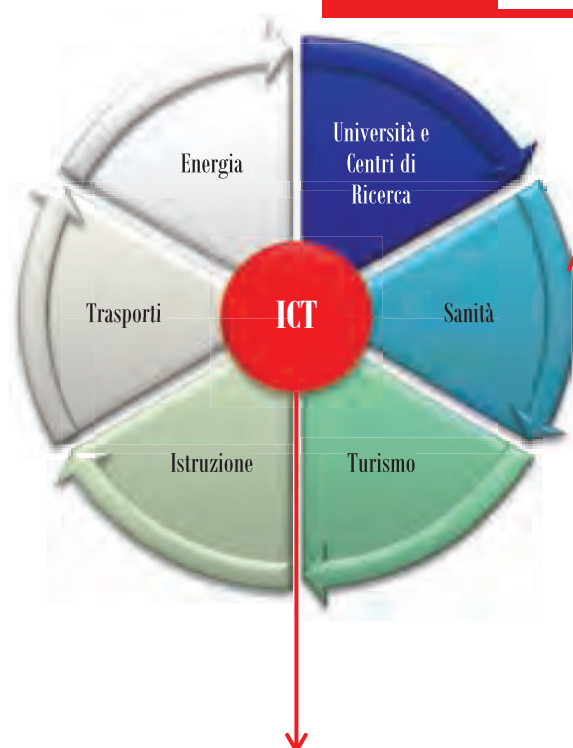 Energia
Università e
Centri di
Ricerca
Trasporti
ICT
Sanità
Istruzione
Turismo